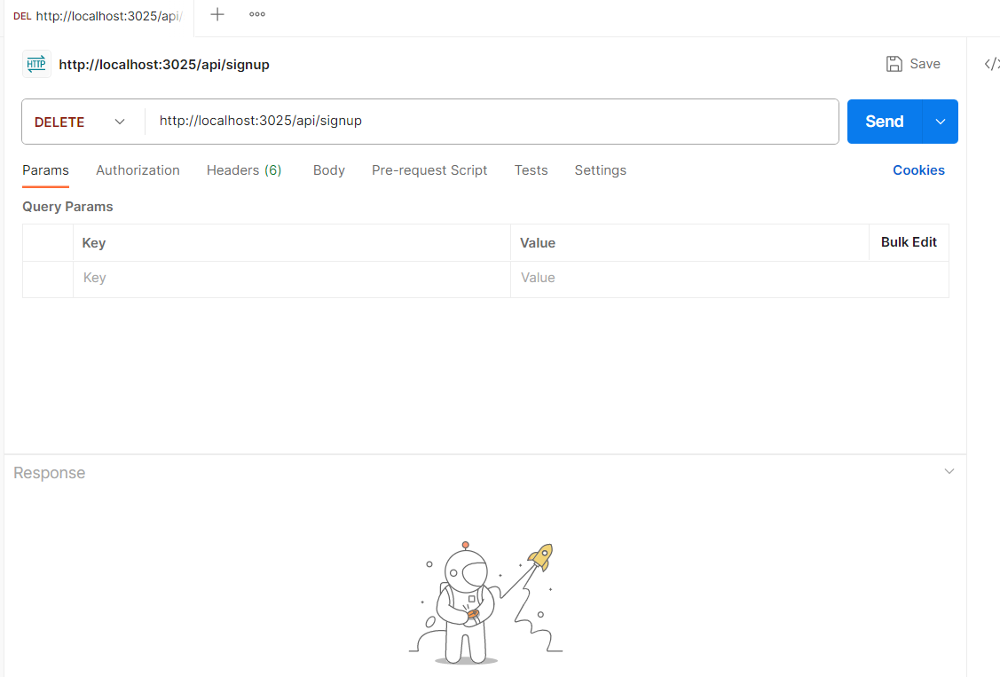 DEL http://localhost:3025/api/
HTTP http://localhost:3025/api/signup Save
DELETE http://localhost:3025/api/signup Send
Params Authorization Headers (6) Body Pre-request Script Tests Settings Cookies
Query Params
Key Value Bulk Edit
Key Value
Response